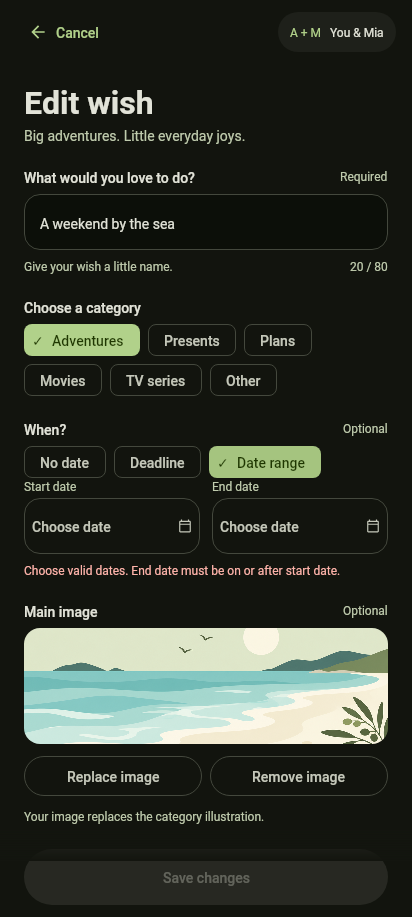 Cancel
A + M You & Mia
Edit wish
Big adventures. Little everyday joys.
What would you love to do? Required
A weekend by the sea
Give your wish a little name. 20 / 80
Choose a category
✓ Adventures Presents Plans
Movies TV series Other
When? Optional
No date Deadline ✓ Date range
Start date End date
Choose date Choose date
Choose valid dates. End date must be on or after start date.
Main image Optional
Replace image Remove image
Your image replaces the category illustration.
Save changes